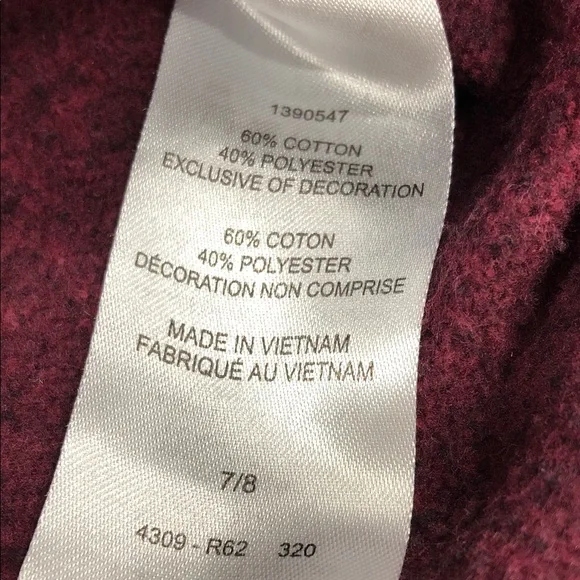 1390547
60% COTTON
40% POLYESTER
EXCLUSIVE OF DECORATION
60% COTON
40% POLYESTER
DÉCORATION NON COMPRISE
MADE IN VIETNAM
FABRIQUÉ AU VIETNAM
7/8
4309 - R62 320